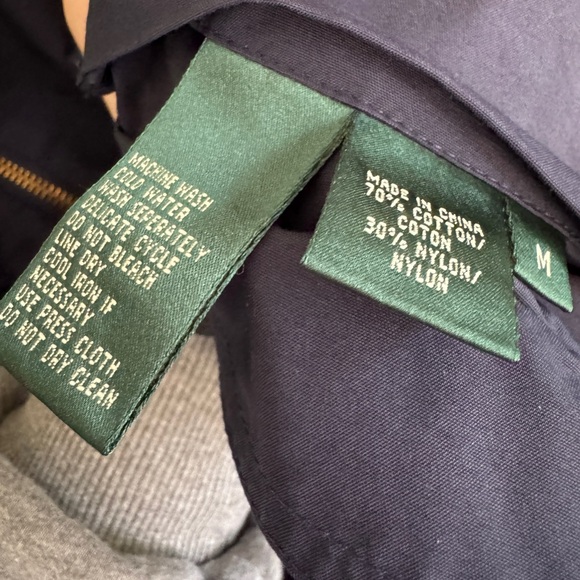 MACHINE WASH
COLD WATER
WASH SEPERATELY
DELICATE CYCLE
DO NOT BLEACH
LINE DRY
COOL IRON IF
NECESSARY
USE PRESS CLOTH
DO NOT DRY CLEAN
MADE IN CHINA
70% COTTON/
COTON
30% NYLON/
NYLON
M